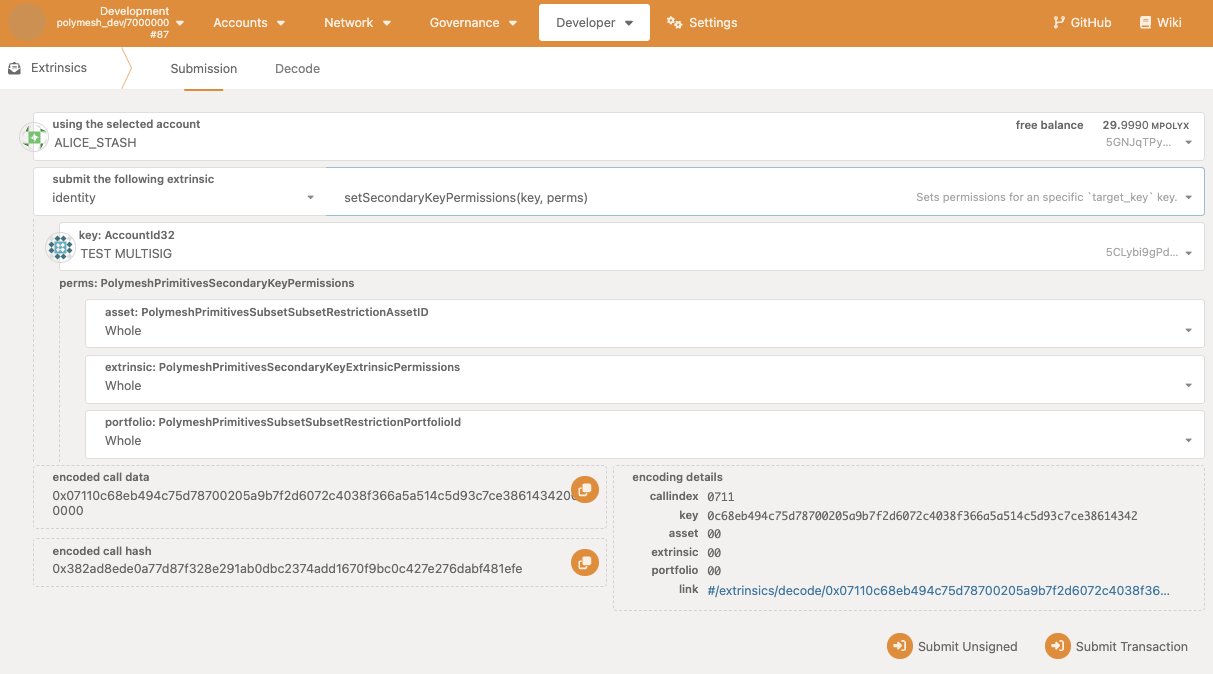 Development
polymesh_dev/7000000
#87
Accounts
Network
Governance
Developer
Settings
GitHub
Wiki
Extrinsics
Submission
Decode
using the selected account
ALICE_STASH
free balance
29.9990 MPOLYX
5GNJqTPy...
submit the following extrinsic
identity
setSecondaryKeyPermissions(key, perms)
Sets permissions for an specific `target_key` key.
key: AccountId32
TEST MULTISIG
5CLybi9gPd...
perms: PolymeshPrimitivesSecondaryKeyPermissions
asset: PolymeshPrimitivesSubsetSubsetRestrictionAssetID
Whole
extrinsic: PolymeshPrimitivesSecondaryKeyExtrinsicPermissions
Whole
portfolio: PolymeshPrimitivesSubsetSubsetRestrictionPortfolioId
Whole
encoded call data
0x07110c68eb494c75d78700205a9b7f2d6072c4038f366a5a514c5d93c7ce3861434200
0000
encoded call hash
0x382ad8ede0a77d87f328e291ab0dbc2374add1670f9bc0c427e276dabf481efe
encoding details
callindex 0711
key 0c68eb494c75d78700205a9b7f2d6072c4038f366a5a514c5d93c7ce38614342
asset 00
extrinsic 00
portfolio 00
link #/extrinsics/decode/0x07110c68eb494c75d78700205a9b7f2d6072c4038f36...
Submit Unsigned
Submit Transaction